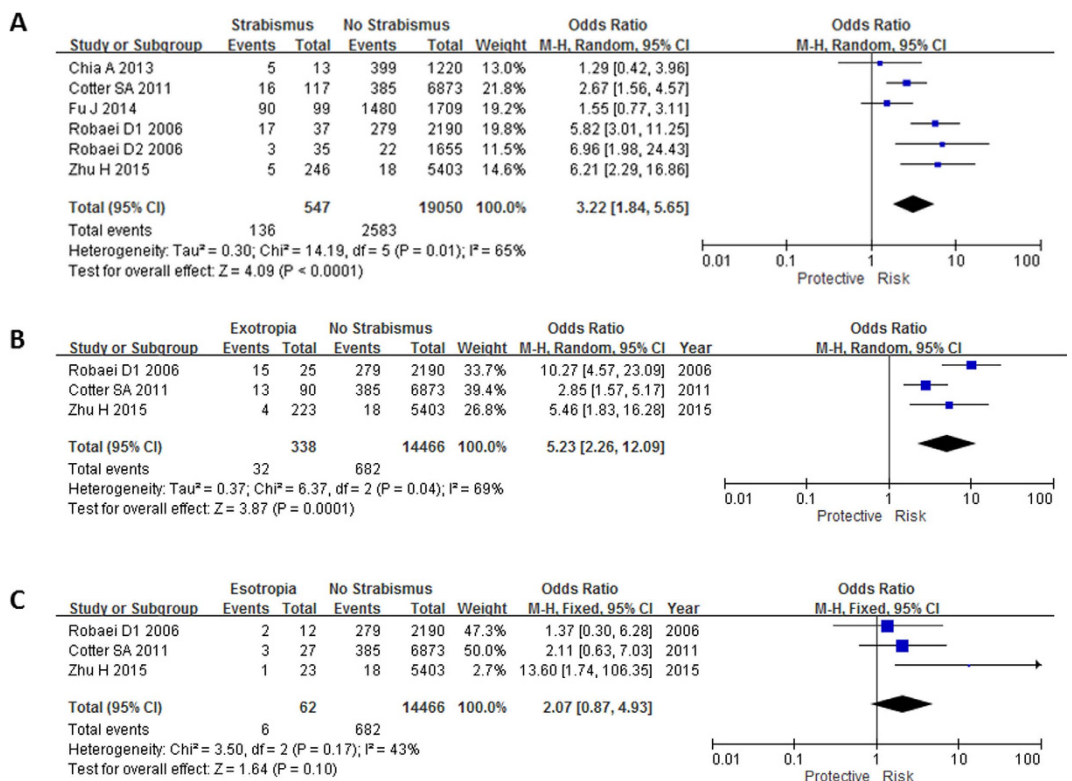 A
Strabismus No Strabismus Odds Ratio Odds Ratio
Study or Subgroup Events Total Events Total Weight M-H, Random, 95% CI M-H, Random, 95% CI
Chia A 2013 5 13 399 1220 13.0% 1.29 [0.42, 3.96]
Cotter SA 2011 16 117 385 6873 21.8% 2.67 [1.56, 4.57]
Fu J 2014 90 99 1480 1709 19.2% 1.55 [0.77, 3.11]
Robaei D1 2006 17 37 279 2190 19.8% 5.82 [3.01, 11.25]
Robaei D2 2006 3 35 22 1655 11.5% 6.96 [1.98, 24.43]
Zhu H 2015 5 246 18 5403 14.6% 6.21 [2.29, 16.86]
Total (95% CI) 547 19050 100.0% 3.22 [1.84, 5.65]
Total events 136 2583
Heterogeneity: Tau² = 0.30; Chi² = 14.19, df = 5 (P = 0.01); I² = 65%
Test for overall effect: Z = 4.09 (P < 0.0001)
0.01 0.1 1 10 100
Protective Risk
B
Exotropia No Strabismus Odds Ratio Odds Ratio
Study or Subgroup Events Total Events Total Weight M-H, Random, 95% CI Year M-H, Random, 95% CI
Robaei D1 2006 15 25 279 2190 33.7% 10.27 [4.57, 23.09] 2006
Cotter SA 2011 13 90 385 6873 39.4% 2.85 [1.57, 5.17] 2011
Zhu H 2015 4 223 18 5403 26.8% 5.46 [1.83, 16.28] 2015
Total (95% CI) 338 14466 100.0% 5.23 [2.26, 12.09]
Total events 32 682
Heterogeneity: Tau² = 0.37; Chi² = 6.37, df = 2 (P = 0.04); I² = 69%
Test for overall effect: Z = 3.87 (P = 0.0001)
0.01 0.1 1 10 100
Protective Risk
C
Esotropia No Strabismus Odds Ratio Odds Ratio
Study or Subgroup Events Total Events Total Weight M-H, Fixed, 95% CI Year M-H, Fixed, 95% CI
Robaei D1 2006 2 12 279 2190 47.3% 1.37 [0.30, 6.28] 2006
Cotter SA 2011 3 27 385 6873 50.0% 2.11 [0.63, 7.03] 2011
Zhu H 2015 1 23 18 5403 2.7% 13.60 [1.74, 106.35] 2015
Total (95% CI) 62 14466 100.0% 2.07 [0.87, 4.93]
Total events 6 682
Heterogeneity: Chi² = 3.50, df = 2 (P = 0.17); I² = 43%
Test for overall effect: Z = 1.64 (P = 0.10)
0.01 0.1 1 10 100
Protective Risk